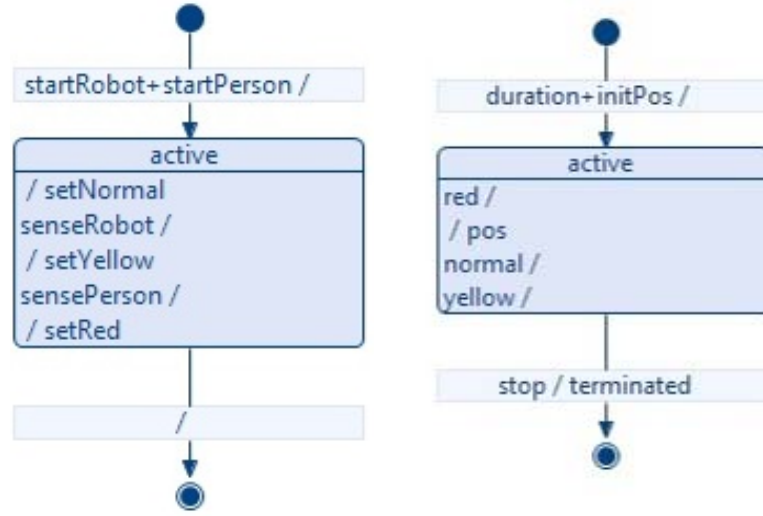 startRobot+startPerson /
active
/ setNormal
senseRobot /
/ setYellow
sensePerson /
/ setRed
/
duration+initPos /
active
red /
/ pos
normal /
yellow /
stop / terminated